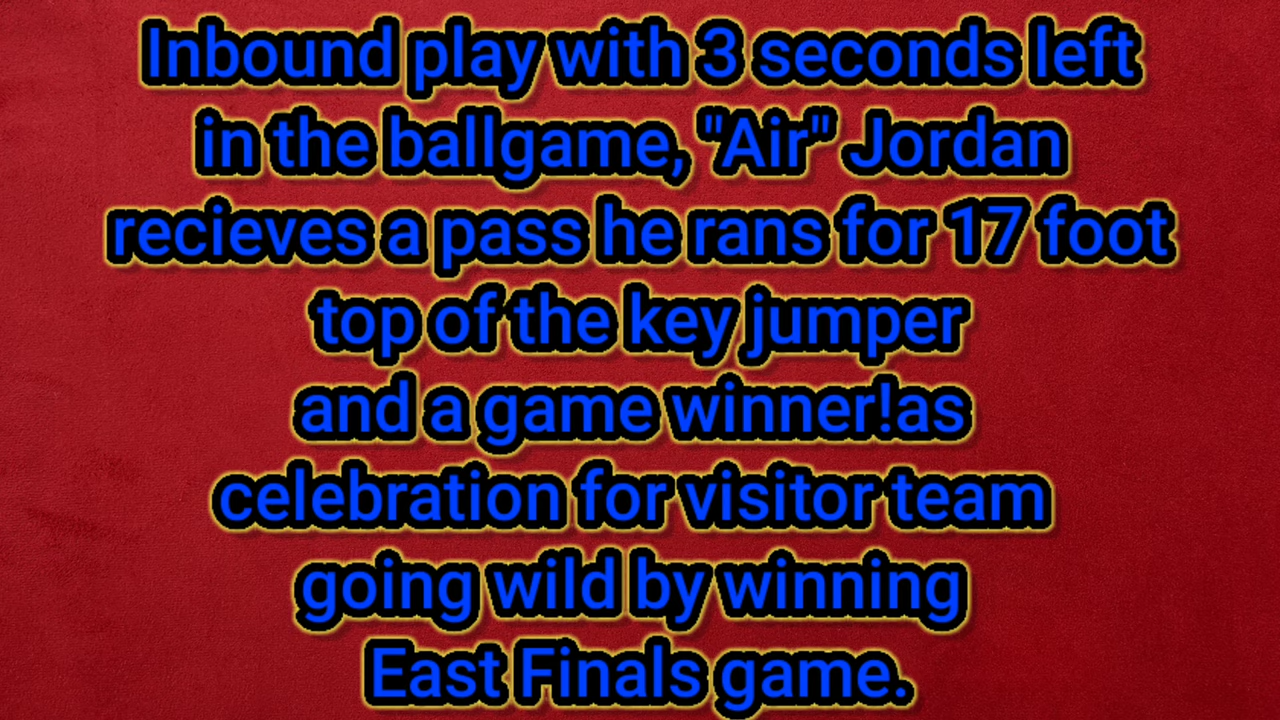 Inbound play with 3 seconds left
in the ballgame, "Air" Jordan
recieves a pass he rans for 17 foot
top of the key jumper
and a game winner!as
celebration for visitor team
going wild by winning
East Finals game.